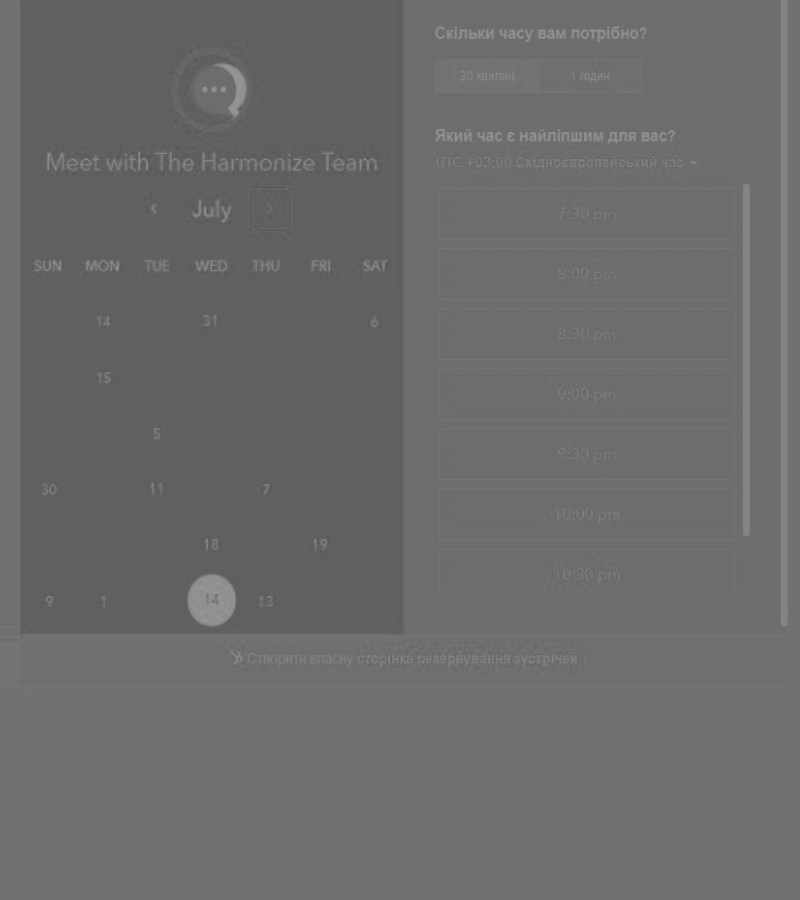 Meet with The Harmonize Team
July
SUN MON TUE WED THU FRI SAT
14 31 6
15
5
30 11 7
18 19
9 1 14 13
Скільки часу вам потрібно?
30 хвилин 1 годин
Який час є найліпшим для вас?
UTC +03:00 Східноєвропейський час
7:30 pm
8:00 pm
8:30 pm
9:00 pm
9:30 pm
10:00 pm
10:30 pm
Створити власну сторінка резервування зустрічей